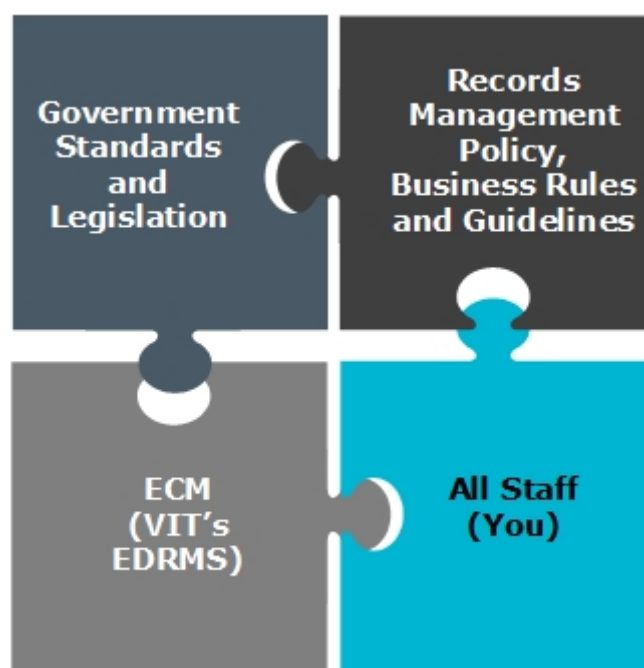 Government
Standards
and
Legislation
Records
Management
Policy,
Business Rules
and Guidelines
ECM
(VIT’s
EDRMS)
All Staff
(You)